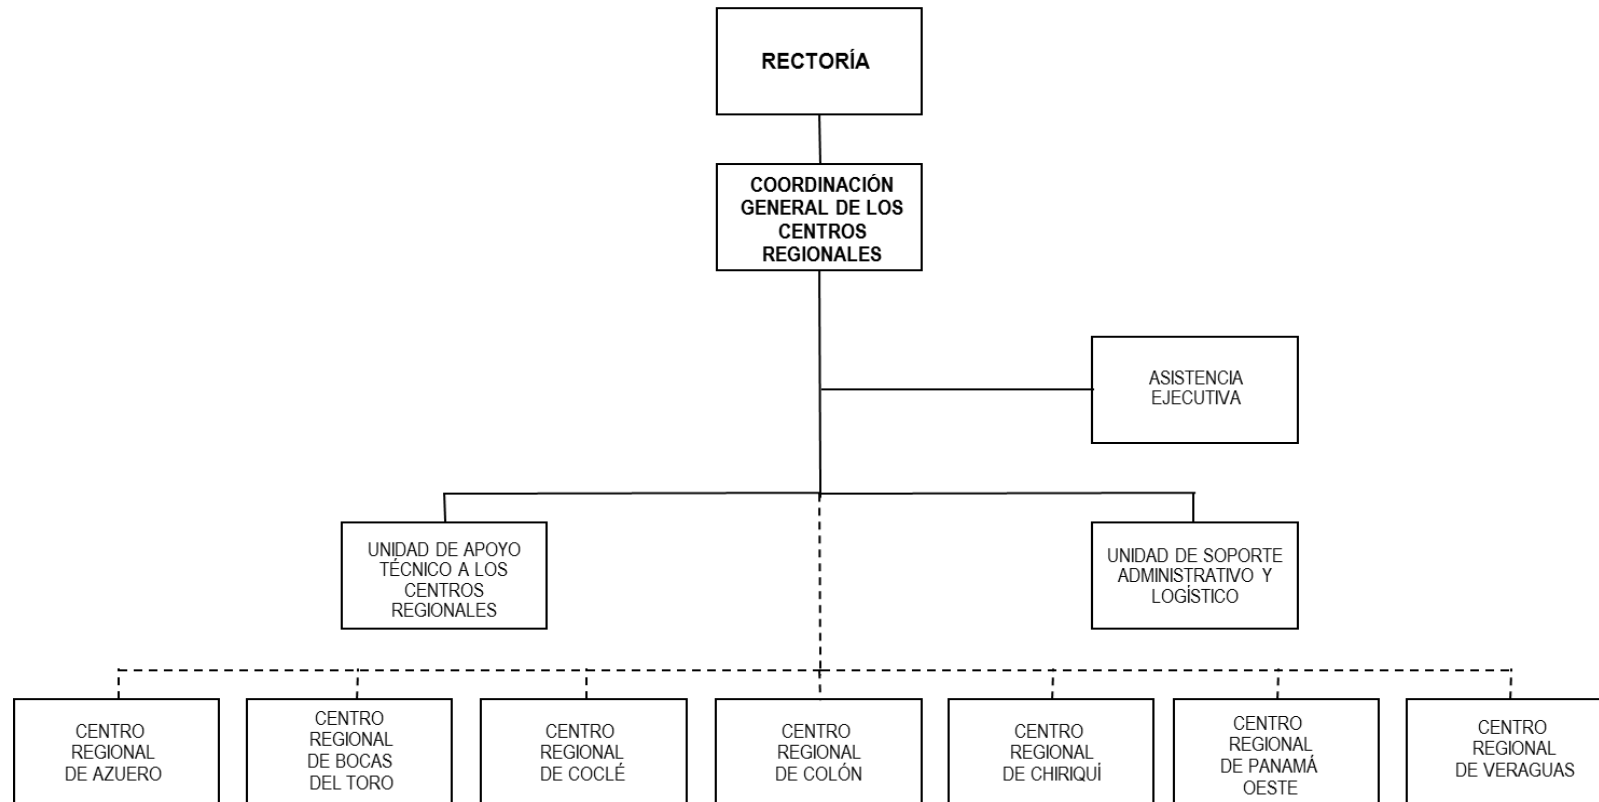 RECTORÍA
COORDINACIÓN
GENERAL DE LOS
CENTROS
REGIONALES
ASISTENCIA
EJECUTIVA
UNIDAD DE APOYO
TÉCNICO A LOS
CENTROS
REGIONALES
UNIDAD DE SOPORTE
ADMINISTRATIVO Y
LOGÍSTICO
CENTRO
REGIONAL
DE AZUERO
CENTRO
REGIONAL
DE BOCAS
DEL TORO
CENTRO
REGIONAL
DE COCLÉ
CENTRO
REGIONAL
DE COLÓN
CENTRO
REGIONAL
DE CHIRIQUÍ
CENTRO
REGIONAL
DE PANAMÁ
OESTE
CENTRO
REGIONAL
DE VERAGUAS